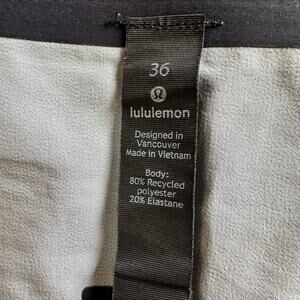 36
lululemon
Designed in
Vancouver
Made in Vietnam
Body:
80% Recycled
polyester
20% Elastane